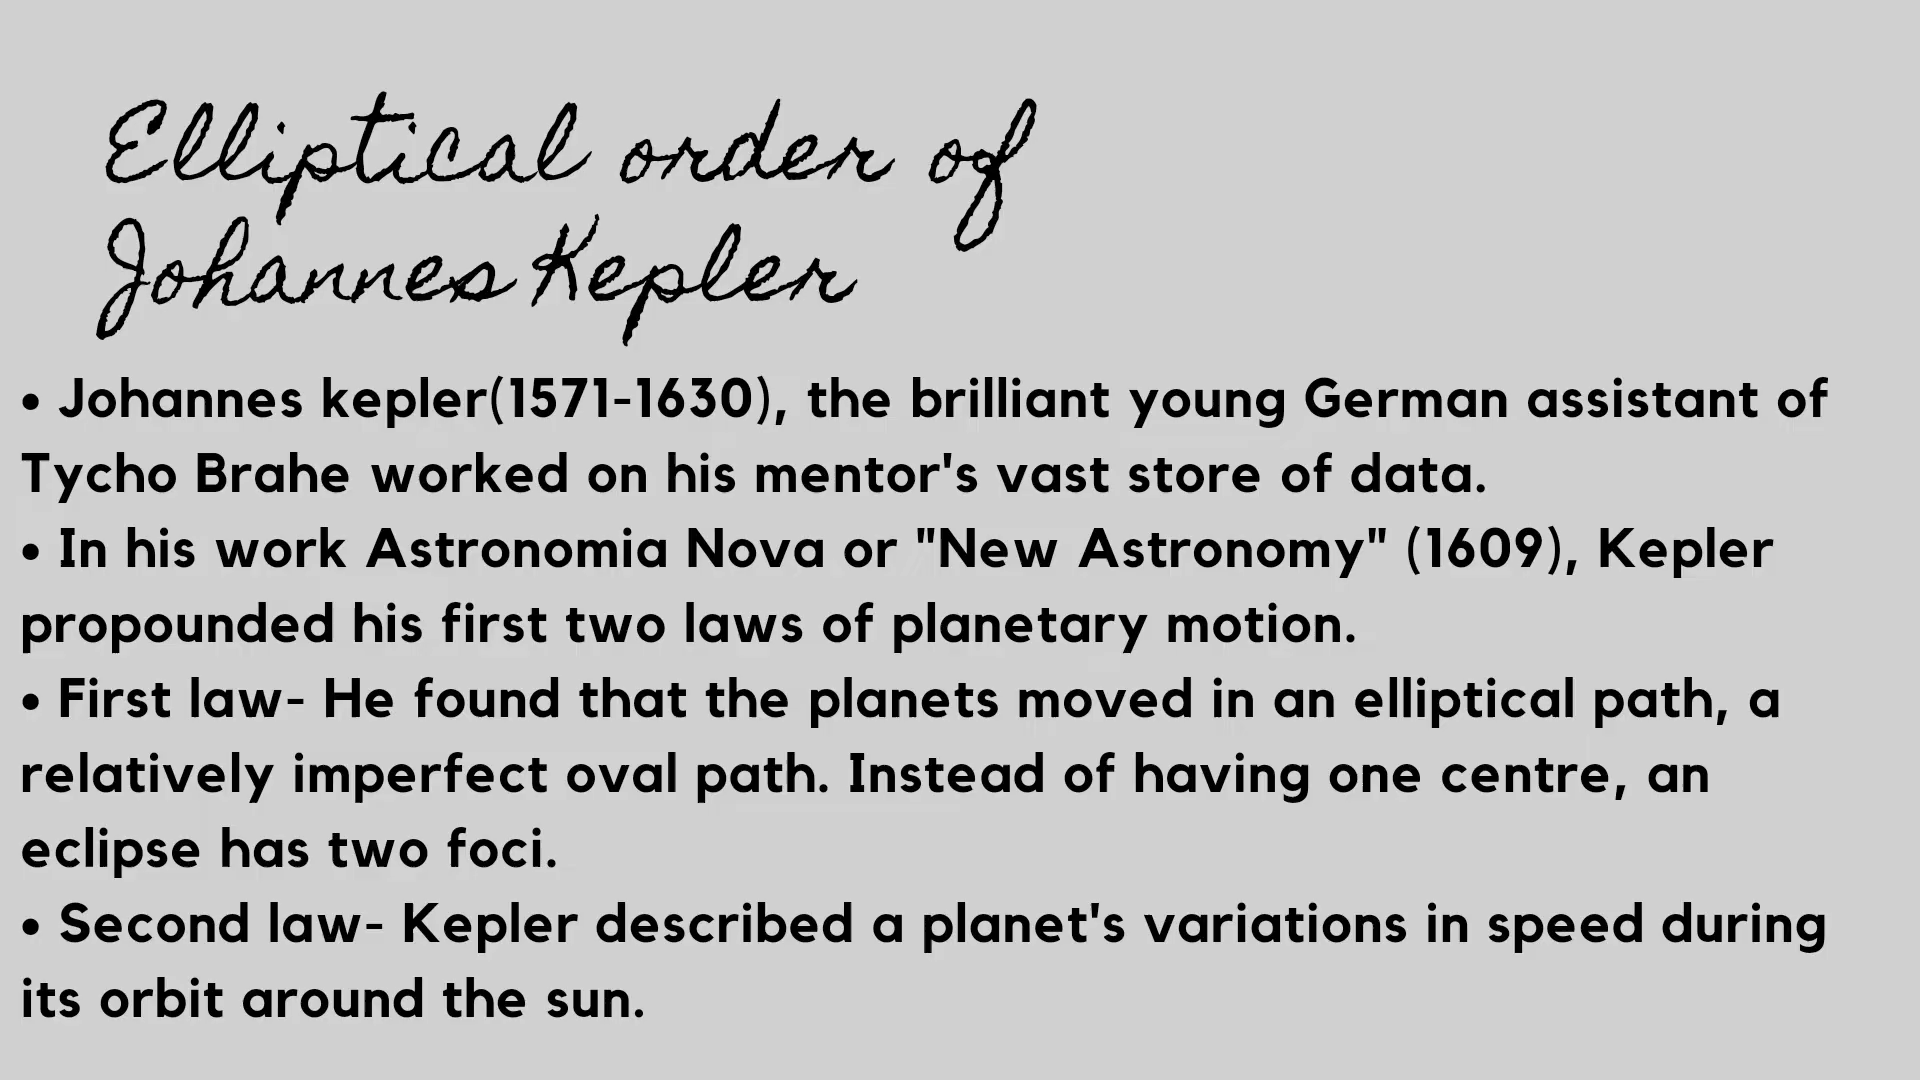 Elliptical order of
Johannes Kepler
• Johannes kepler(1571-1630), the brilliant young German assistant of
Tycho Brahe worked on his mentor's vast store of data.
• In his work Astronomia Nova or "New Astronomy" (1609), Kepler
propounded his first two laws of planetary motion.
• First law- He found that the planets moved in an elliptical path, a
relatively imperfect oval path. Instead of having one centre, an
eclipse has two foci.
• Second law- Kepler described a planet's variations in speed during
its orbit around the sun.